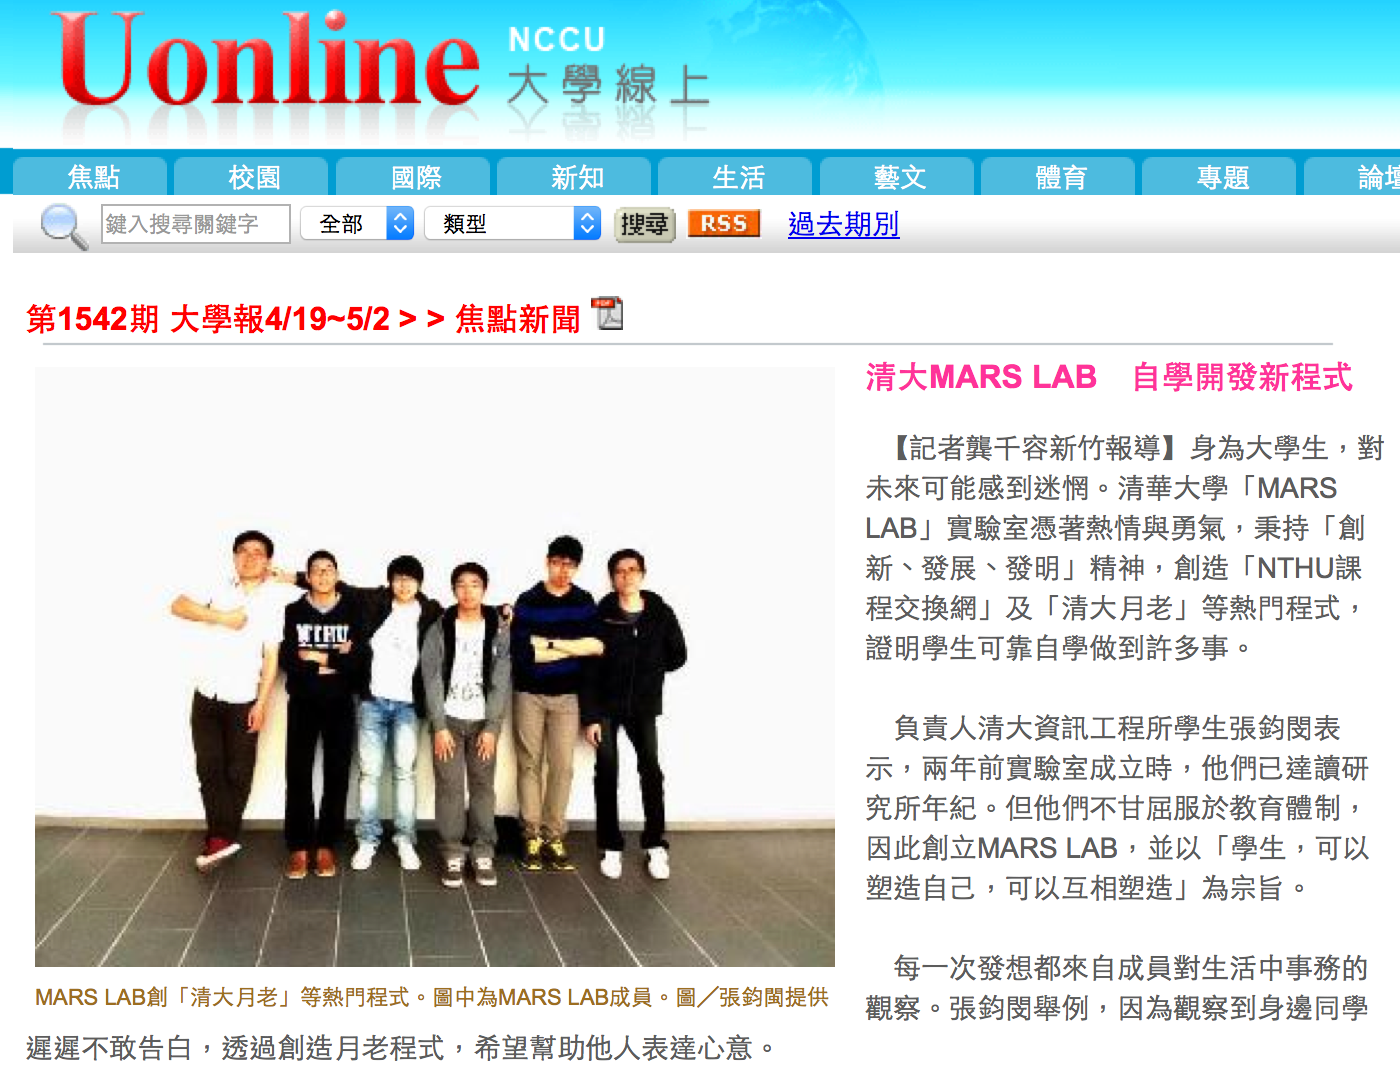 Uonline NCCU
大學線上
焦點 校園 國際 新知 生活 藝文 體育 專題 論壇
鍵入搜尋關鍵字 全部 類型 搜尋 RSS 過去期別
第1542期 大學報4/19~5/2 > > 焦點新聞 PDF
NTHU
MARS LAB創「清大月老」等熱門程式。圖中為MARS LAB成員。圖／張鈞閩提供
清大MARS LAB　自學開發新程式
【記者龔千容新竹報導】身為大學生，對
未來可能感到迷惘。清華大學「MARS
LAB」實驗室憑著熱情與勇氣，秉持「創
新、發展、發明」精神，創造「NTHU課
程交換網」及「清大月老」等熱門程式，
證明學生可靠自學做到許多事。
負責人清大資訊工程所學生張鈞閔表
示，兩年前實驗室成立時，他們已達讀研
究所年紀。但他們不甘屈服於教育體制，
因此創立MARS LAB，並以「學生，可以
塑造自己，可以互相塑造」為宗旨。
每一次發想都來自成員對生活中事務的
觀察。張鈞閔舉例，因為觀察到身邊同學
遲遲不敢告白，透過創造月老程式，希望幫助他人表達心意。